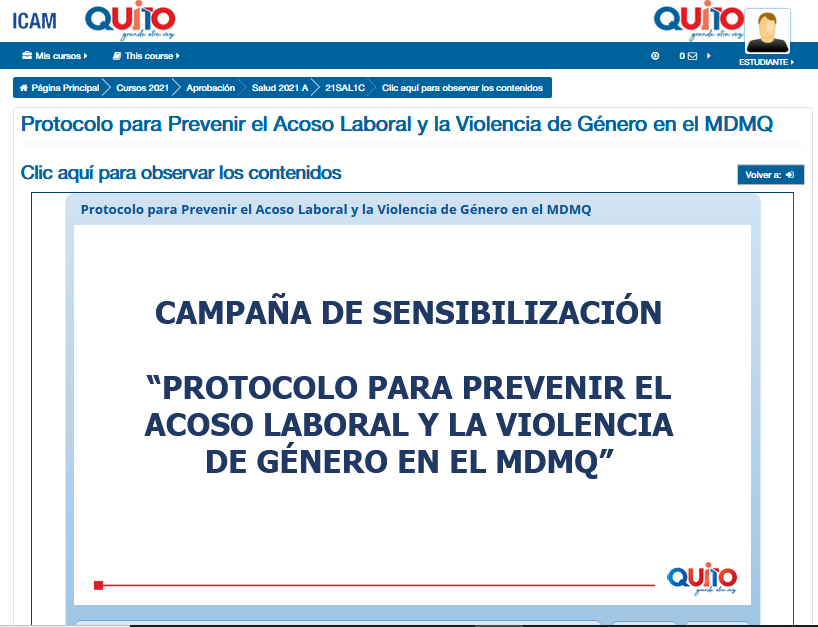 ICAM
QUITO
grande otra vez
QUITO
grande otra vez
Mis cursos
This course
0
ESTUDIANTE
Página Principal
Cursos 2021
Aprobación
Salud 2021 A
21SAL1C
Clic aquí para observar los contenidos
Protocolo para Prevenir el Acoso Laboral y la Violencia de Género en el MDMQ
Clic aquí para observar los contenidos
Volver a:
Protocolo para Prevenir el Acoso Laboral y la Violencia de Género en el MDMQ
CAMPAÑA DE SENSIBILIZACIÓN
“PROTOCOLO PARA PREVENIR EL
ACOSO LABORAL Y LA VIOLENCIA
DE GÉNERO EN EL MDMQ”
QUITO
grande otra vez